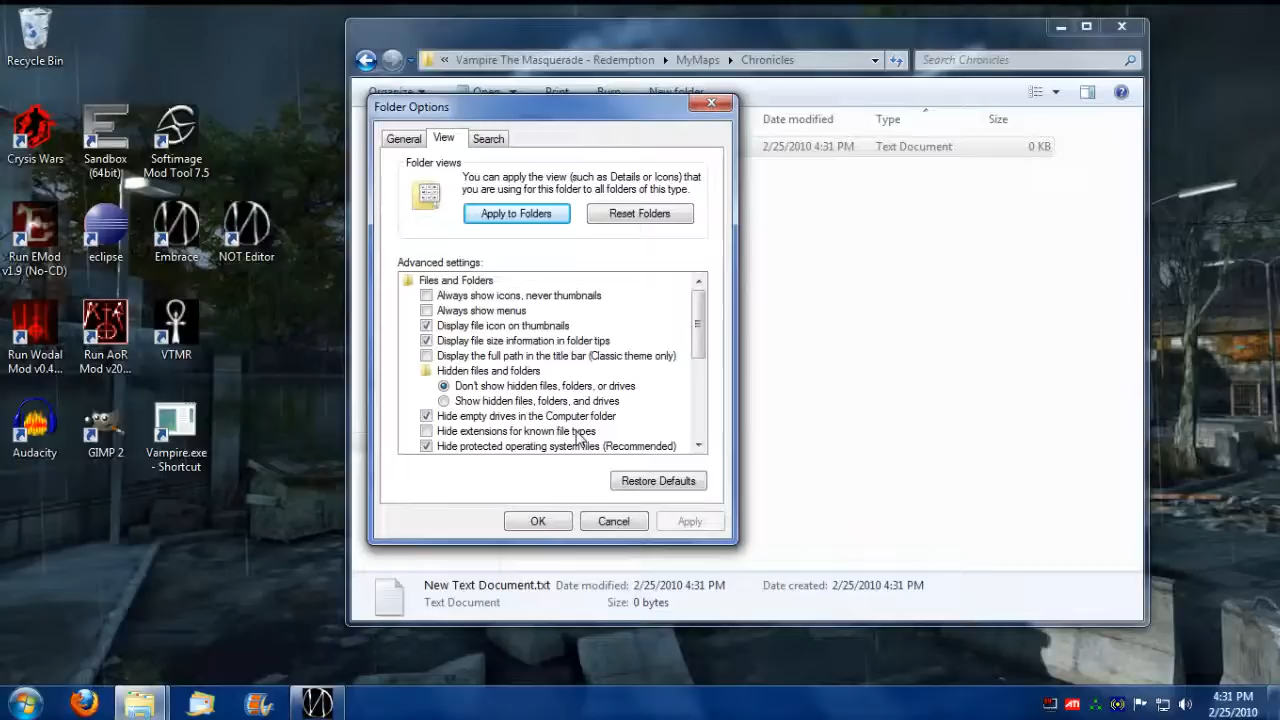 Recycle Bin
Crysis Wars
Sandbox
(64bit)
Softimage
Mod Tool 7.5
Run EMod
v1.9 (No-CD)
eclipse
Embrace
NOT Editor
Run Wodal
Mod v0.4...
Run AoR
Mod v20...
VTMR
Audacity
GIMP 2
Vampire.exe
- Shortcut
« Vampire The Masquerade - Redemption MyMaps Chronicles
Search Chronicles
Organize Open Print Burn New folder
Date modified Type Size
2/25/2010 4:31 PM Text Document 0 KB
Folder Options
General View Search
Folder views
You can apply the view (such as Details or Icons) that
you are using for this folder to all folders of this type.
Apply to Folders Reset Folders
Advanced settings:
Files and Folders
Always show icons, never thumbnails
Always show menus
Display file icon on thumbnails
Display file size information in folder tips
Display the full path in the title bar (Classic theme only)
Hidden files and folders
Don't show hidden files, folders, or drives
Show hidden files, folders, and drives
Hide empty drives in the Computer folder
Hide extensions for known file types
Hide protected operating system files (Recommended)
Restore Defaults
OK Cancel Apply
New Text Document.txt Date modified: 2/25/2010 4:31 PM Date created: 2/25/2010 4:31 PM
Text Document Size: 0 bytes
ATI
4:31 PM
2/25/2010